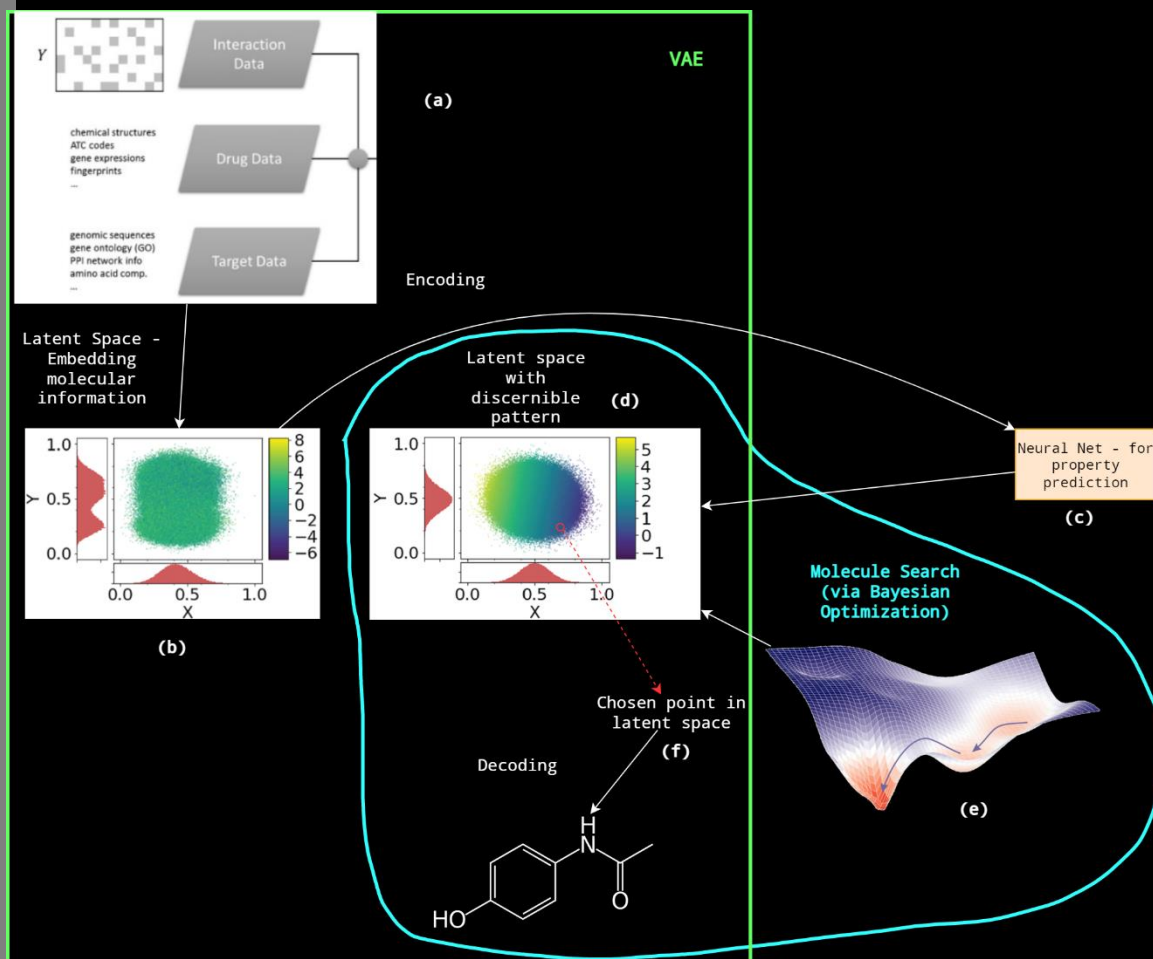 Y
Interaction
Data
VAE
(a)
chemical structures
ATC codes
gene expressions
fingerprints
...
Drug Data
genomic sequences
gene ontology (GO)
PPI network info
amino acid comp.
...
Target Data
Encoding
Latent Space -
Embedding
molecular
information
Latent space
with
discernible
pattern
(d)
1.0
0.5
0.0
Y
0.0
0.5
1.0
X
8
6
4
2
0
−2
−4
−6
(b)
1.0
0.5
0.0
Y
0.0
0.5
1.0
X
5
4
3
2
1
0
−1
Neural Net - for
property
prediction
(c)
Molecule Search
(via Bayesian
Optimization)
Chosen point in
latent space
(f)
Decoding
(e)
H
N
O
HO